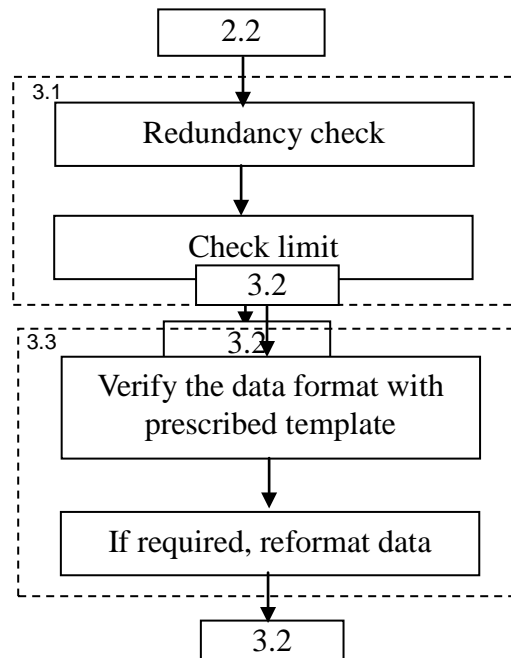 2.2
3.1
Redundancy check
Check limit
3.2
3.2
3.3
Verify the data format with
prescribed template
If required, reformat data
3.2